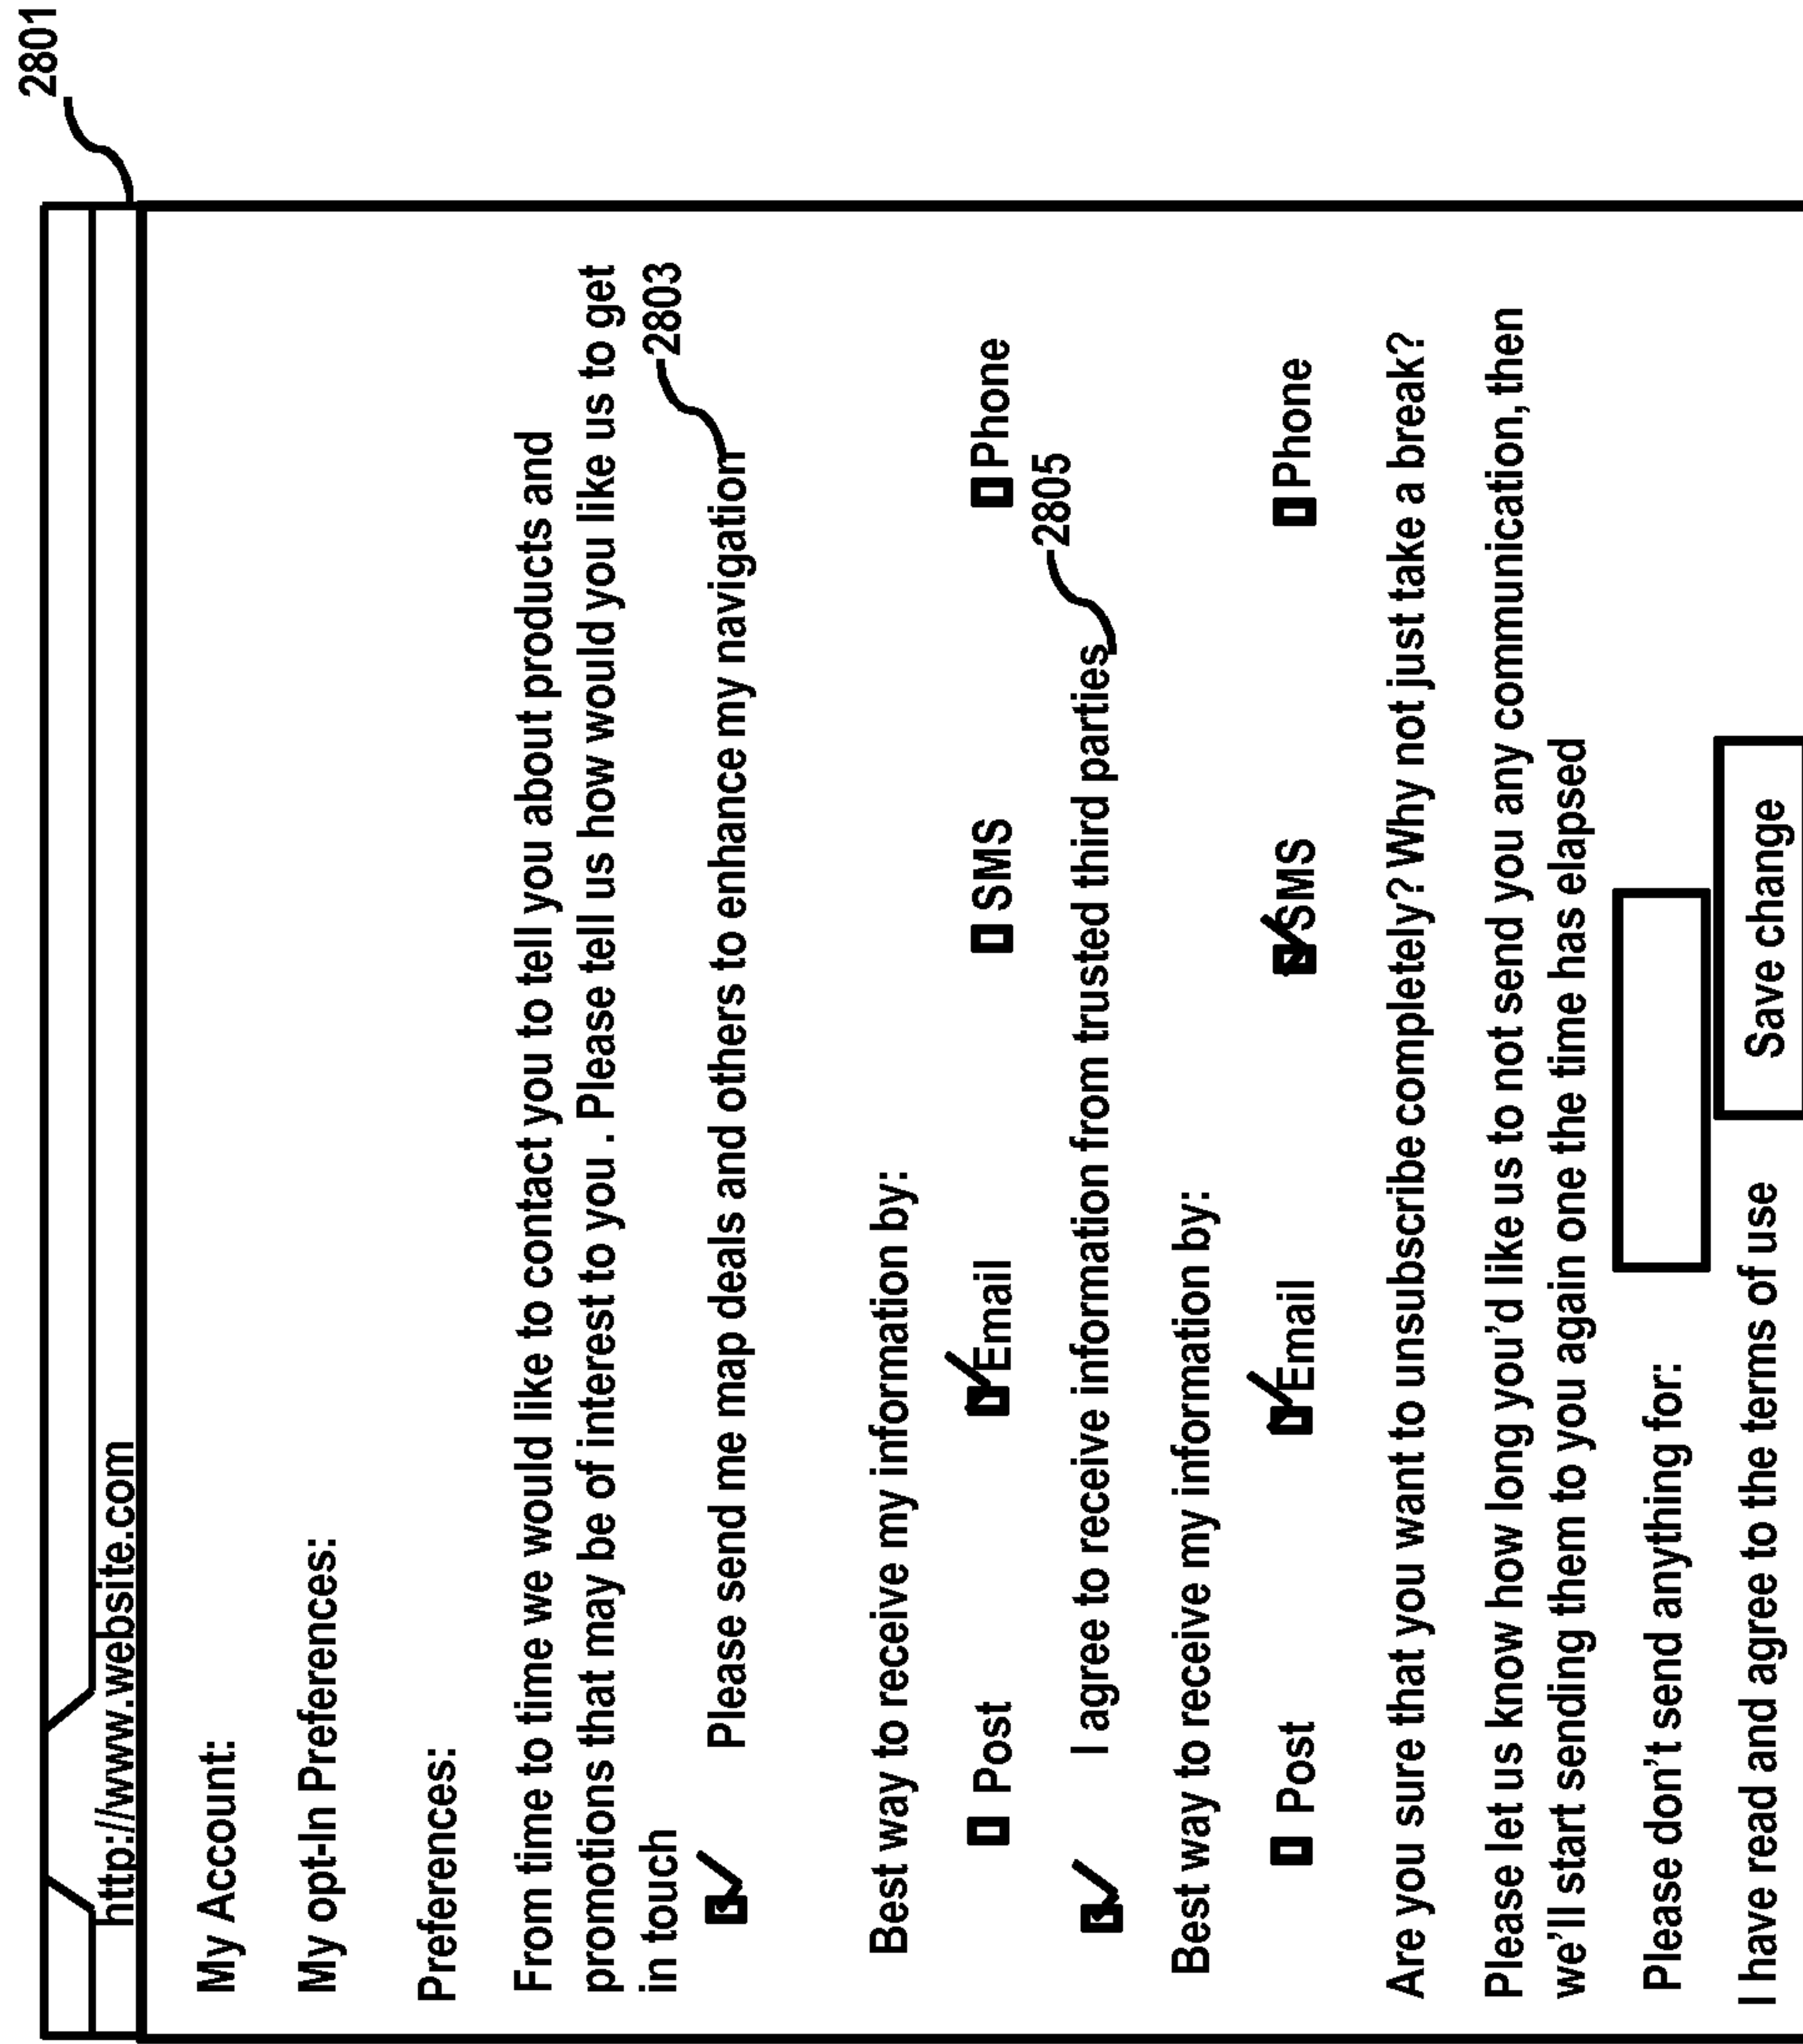 2801
http://www.website.com
My Account:
My opt-In Preferences:
Preferences:
From time to time we would like to contact you to tell you about products and
promotions that may be of interest to you . Please tell us how would you like us to get
in touch
2803
Please send me map deals and others to enhance my navigation
Best way to receive my information by:
Post Email SMS Phone
2805
I agree to receive information from trusted third parties
Best way to receive my information by:
Post Email SMS Phone
Are you sure that you want to unsubscribe completely? Why not just take a break?
Please let us know how long you'd like us to not send you any communication, then
we'll start sending them to you again one the time has elapsed
Please don't send anything for:
I have read and agree to the terms of use Save change